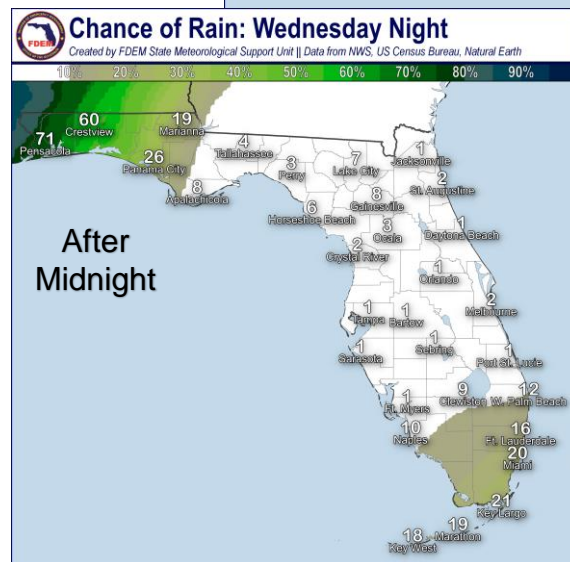 FDEM
Chance of Rain: Wednesday Night
Created by FDEM State Meteorological Support Unit || Data from NWS, US Census Bureau, Natural Earth
10% 20% 30% 40% 50% 60% 70% 80% 90%
60
Crestview
19
Marianna
71
Pensacola
4
Tallahassee
1
Jacksonville
26
Panama City
3
Perry
7
Lake City
2
St. Augustine
8
Apalachicola
8
Gainesville
6
Horseshoe Beach
3
Ocala
1
Daytona Beach
After
Midnight
2
Crystal River
1
Orlando
2
Melbourne
1
Tampa
1
Bartow
1
Sarasota
1
Sebring
1
Port St. Lucie
1
Ft. Myers
9
Clewiston
12
W. Palm Beach
10
Naples
16
Ft. Lauderdale
20
Miami
21
Key Largo
19
Marathon
18
Key West